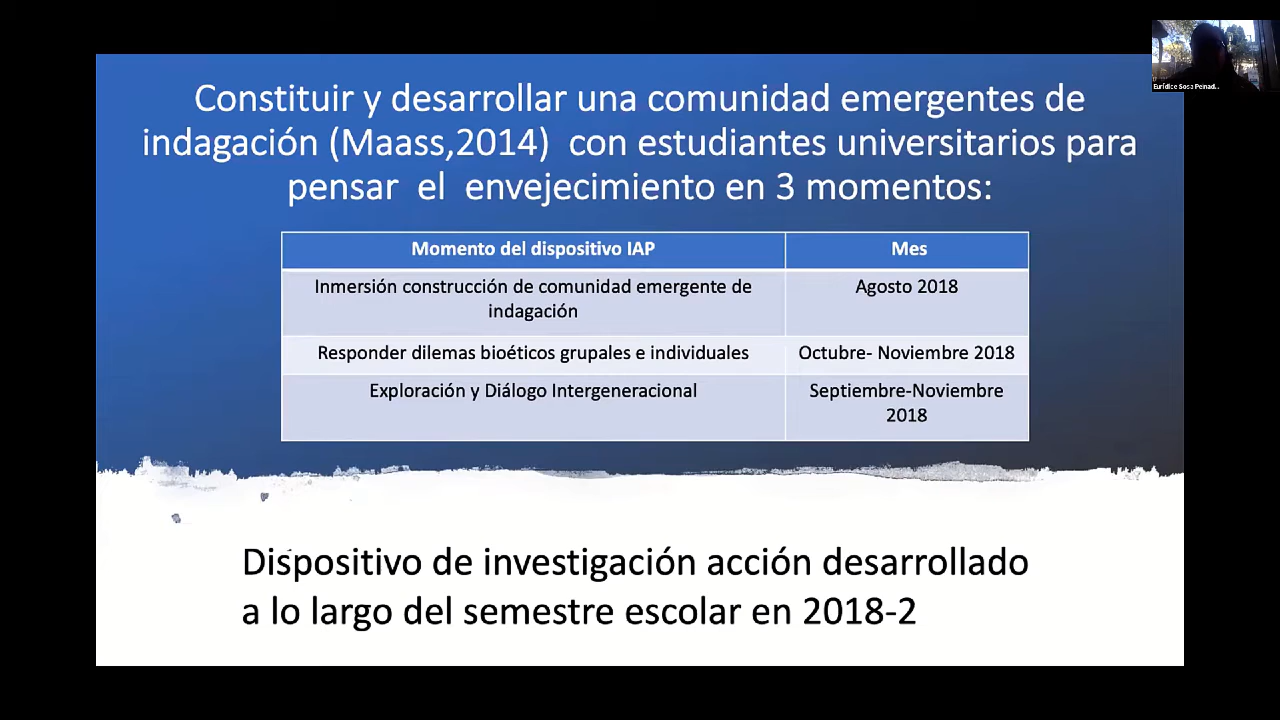 Eurídice Sosa Peinad...
Constituir y desarrollar una comunidad emergentes de
indagación (Maass,2014) con estudiantes universitarios para
pensar el envejecimiento en 3 momentos:
Momento del dispositivo IAP
Mes
Inmersión construcción de comunidad emergente de
indagación
Agosto 2018
Responder dilemas bioéticos grupales e individuales
Octubre- Noviembre 2018
Exploración y Diálogo Intergeneracional
Septiembre-Noviembre
2018
Dispositivo de investigación acción desarrollado
a lo largo del semestre escolar en 2018-2